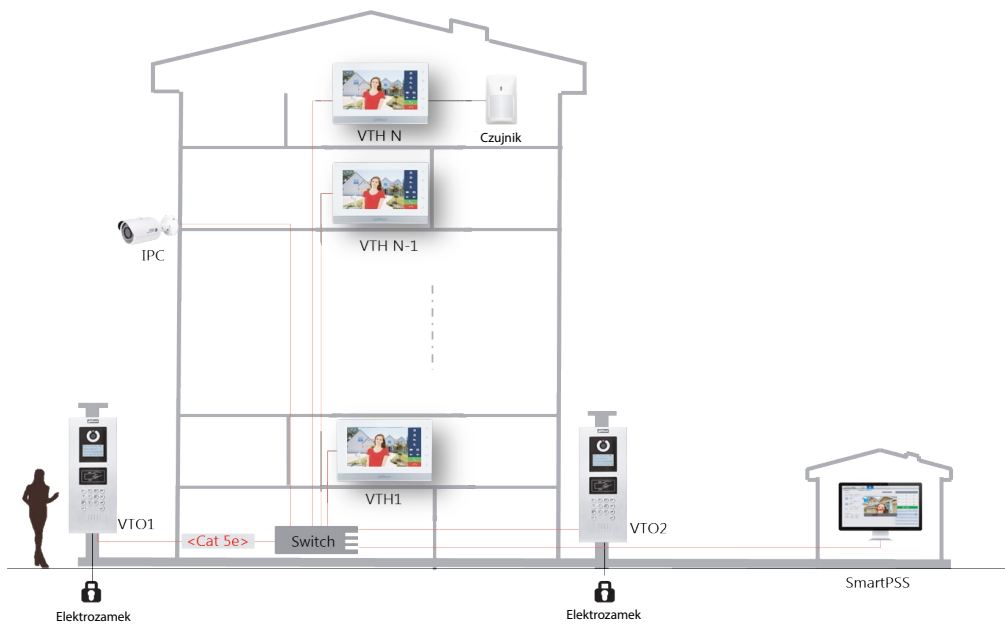 VTH N
Czujnik
VTH N-1
IPC
VTH1
VTO1
<Cat 5e>
Switch
VTO2
SmartPSS
Elektrozamek
Elektrozamek